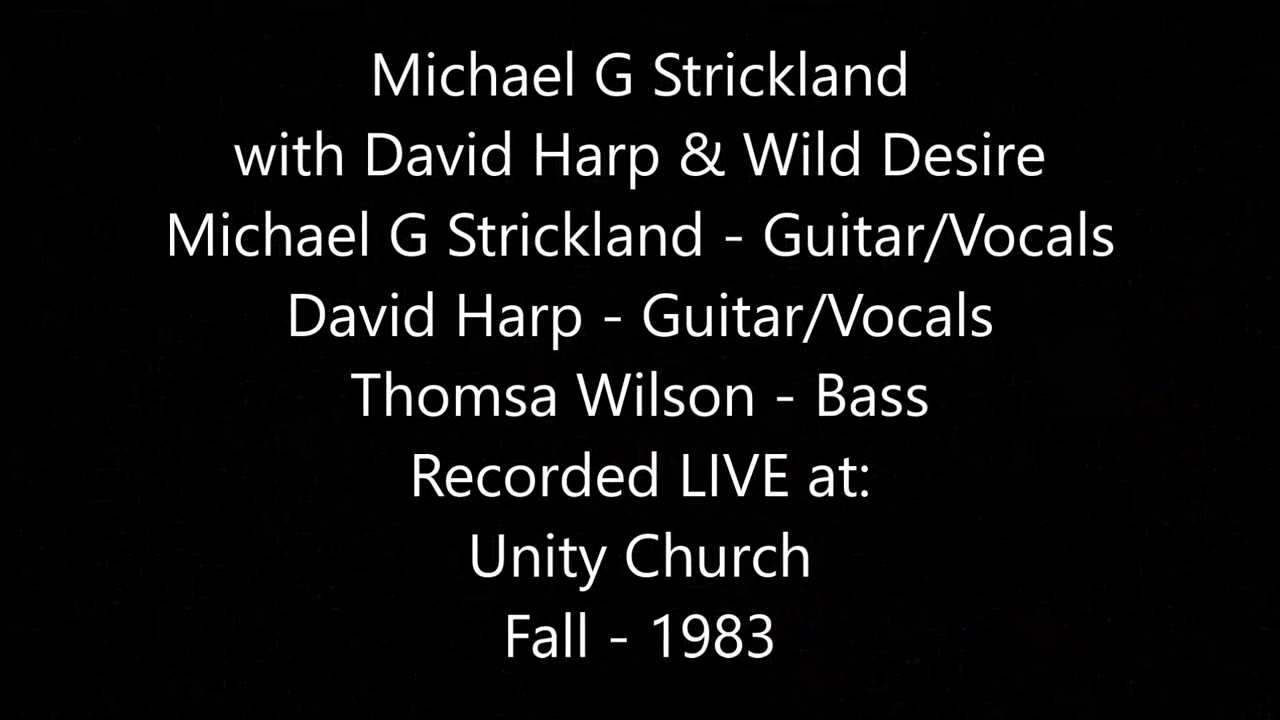 Michael G Strickland
with David Harp & Wild Desire
Michael G Strickland - Guitar/Vocals
David Harp - Guitar/Vocals
Thomsa Wilson - Bass
Recorded LIVE at:
Unity Church
Fall - 1983